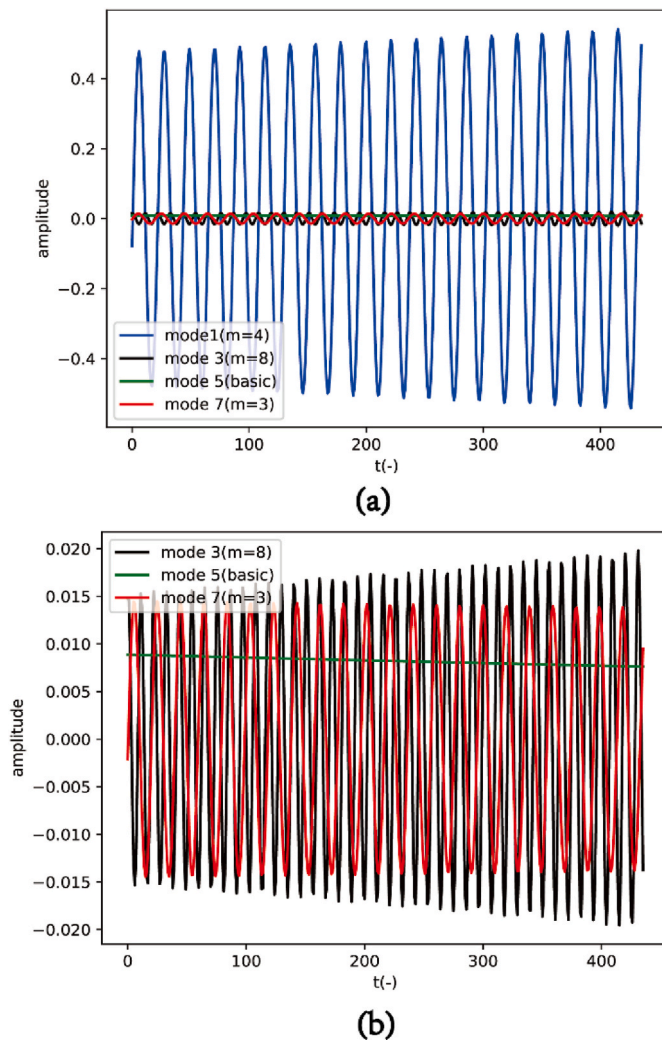 0.4
0.2
0.0
−0.2
−0.4
amplitude
mode1(m=4)
mode 3(m=8)
mode 5(basic)
mode 7(m=3)
0 100 200 300 400
t(-)
(a)
0.020
0.015
0.010
0.005
0.000
−0.005
−0.010
−0.015
−0.020
amplitude
mode 3(m=8)
mode 5(basic)
mode 7(m=3)
0 100 200 300 400
t(-)
(b)